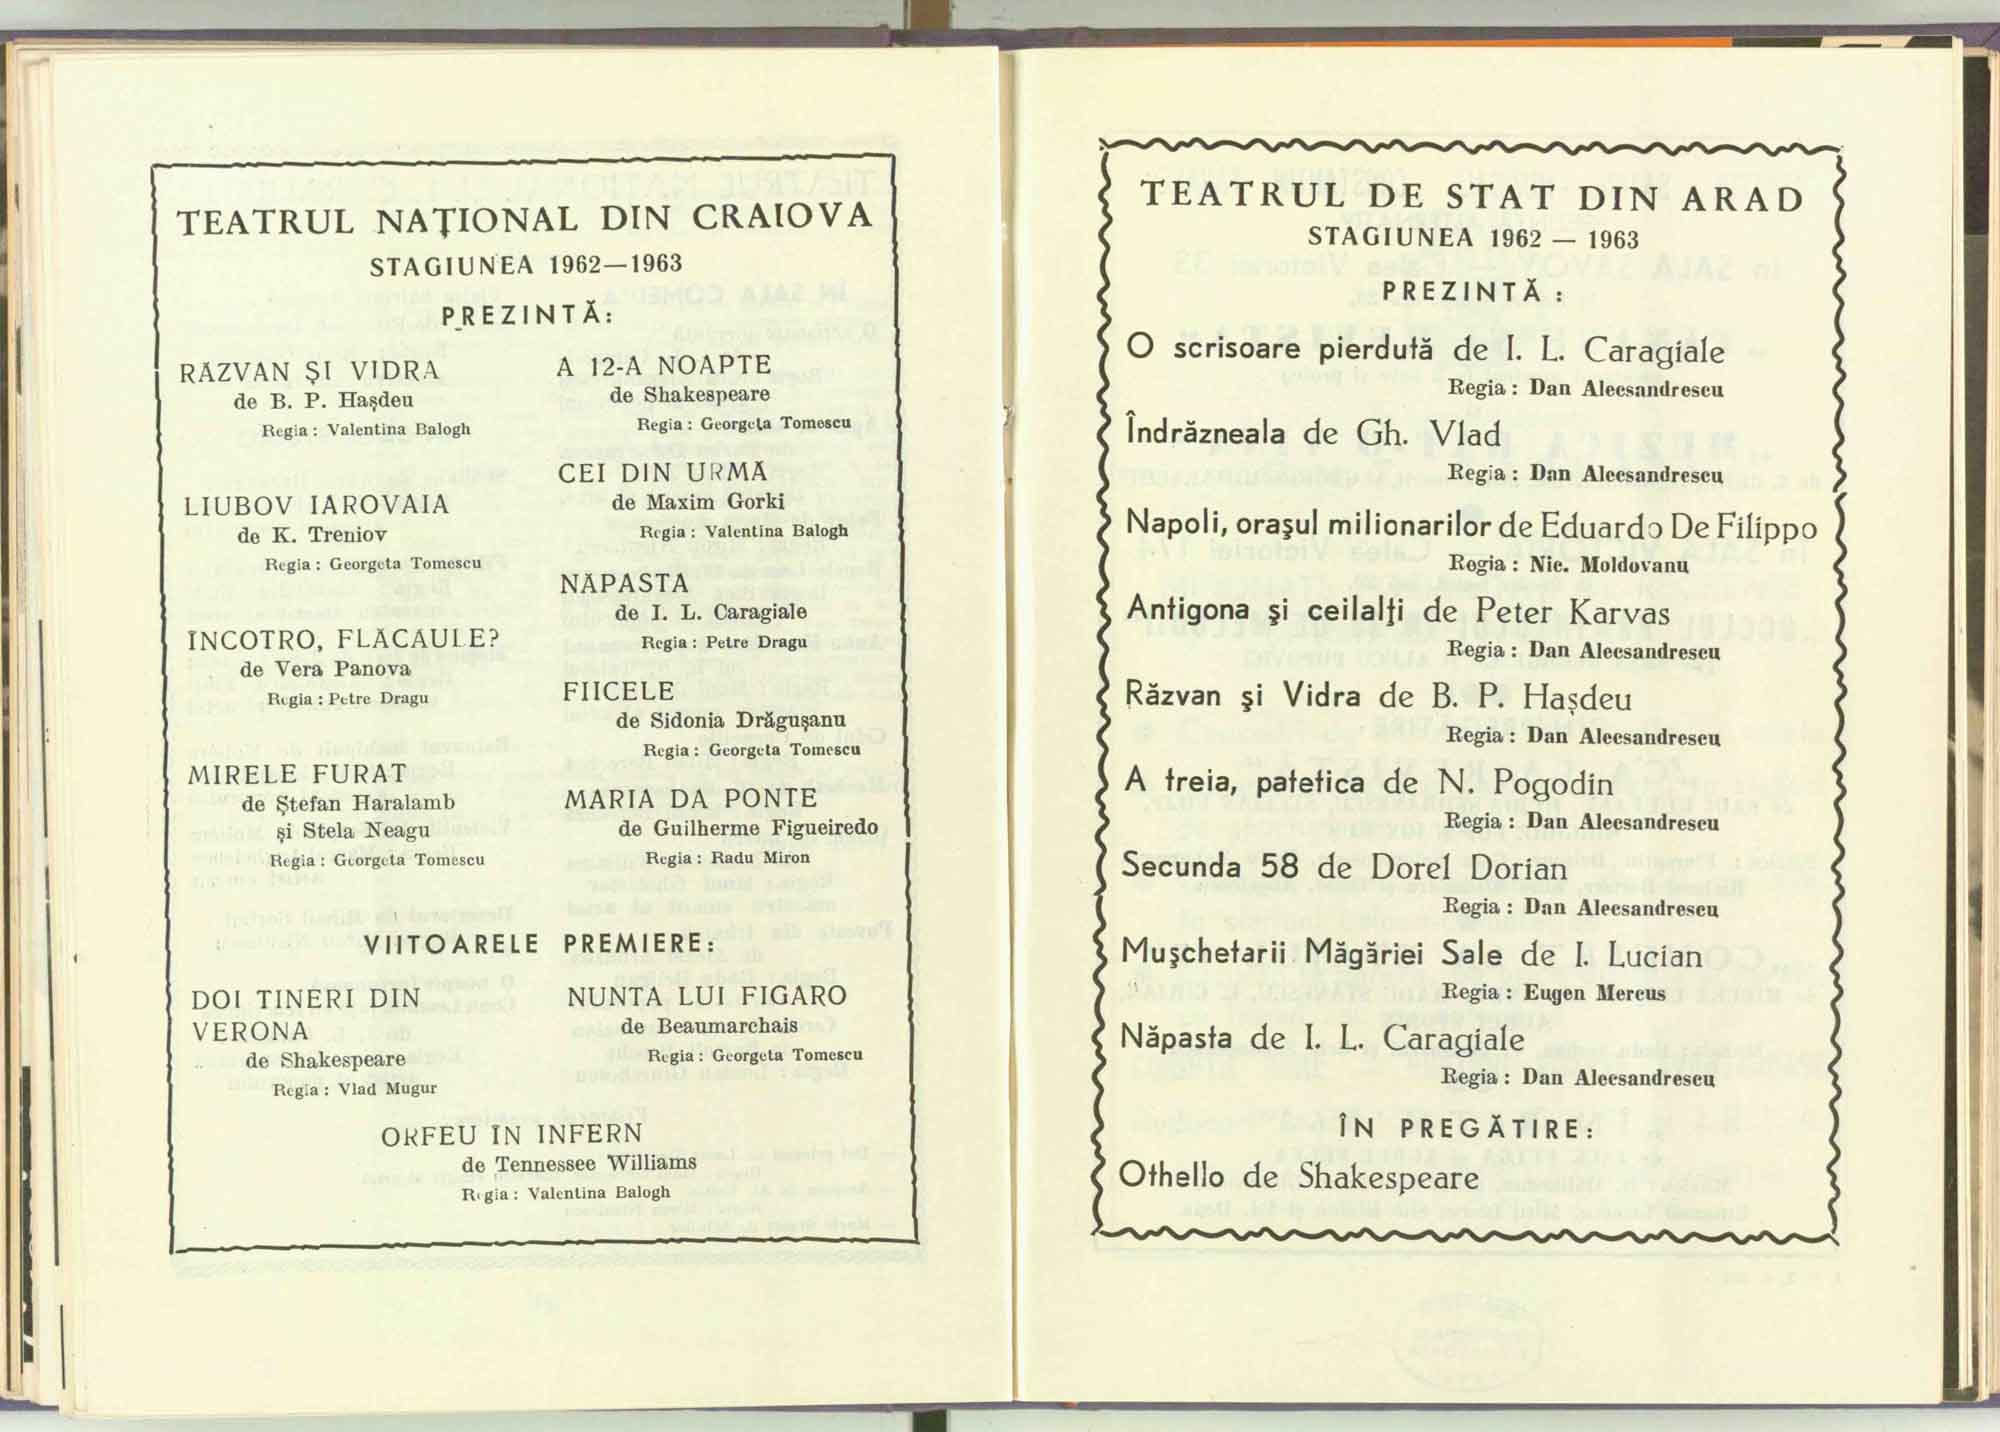 TEATRUL NAȚIONAL DIN CRAIOVA
STAGIUNEA 1962—1963
PREZINTĂ:
RĂZVAN ȘI VIDRA
de B. P. Hașdeu
Regia : Valentina Balogh
LIUBOV IAROVAIA
de K. Treniov
Regia : Georgeta Tomescu
ÎNCOTRO, FLĂCĂULE?
de Vera Panova
Regia : Petre Dragu
MIRELE FURAT
de Ștefan Haralamb
și Stela Neagu
Regia : Georgeta Tomescu
A 12-A NOAPTE
de Shakespeare
Regia : Georgeta Tomescu
CEI DIN URMĂ
de Maxim Gorki
Regia : Valentina Balogh
NĂPASTA
de I. L. Caragiale
Regia : Petre Dragu
FIICELE
de Sidonia Drăgușanu
Regia : Georgeta Tomescu
MARIA DA PONTE
de Guilherme Figueiredo
Regia : Radu Miron
VIITOARELE PREMIERE:
DOI TINERI DIN
VERONA
de Shakespeare
Regia : Vlad Mugur
NUNTA LUI FIGARO
de Beaumarchais
Regia : Georgeta Tomescu
ORFEU ÎN INFERN
de Tennessee Williams
Regia : Valentina Balogh
TEATRUL DE STAT DIN ARAD
STAGIUNEA 1962 — 1963
PREZINTĂ :
O scrisoare pierdută de I. L. Caragiale
Regia : Dan Alecsandrescu
Îndrăzneala de Gh. Vlad
Regia : Dan Alecsandrescu
Napoli, orașul milionarilor de Eduardo De Filippo
Regia : Nic. Moldovanu
Antigona și ceilalți de Peter Karvas
Regia : Dan Alecsandrescu
Răzvan și Vidra de B. P. Hașdeu
Regia : Dan Alecsandrescu
A treia, patetica de N. Pogodin
Regia : Dan Alecsandrescu
Secunda 58 de Dorel Dorian
Regia : Dan Alecsandrescu
Mușchetarii Măgăriei Sale de I. Lucian
Regia : Eugen Mercus
Năpasta de I. L. Caragiale
Regia : Dan Alecsandrescu
ÎN PREGĂTIRE:
Othello de Shakespeare